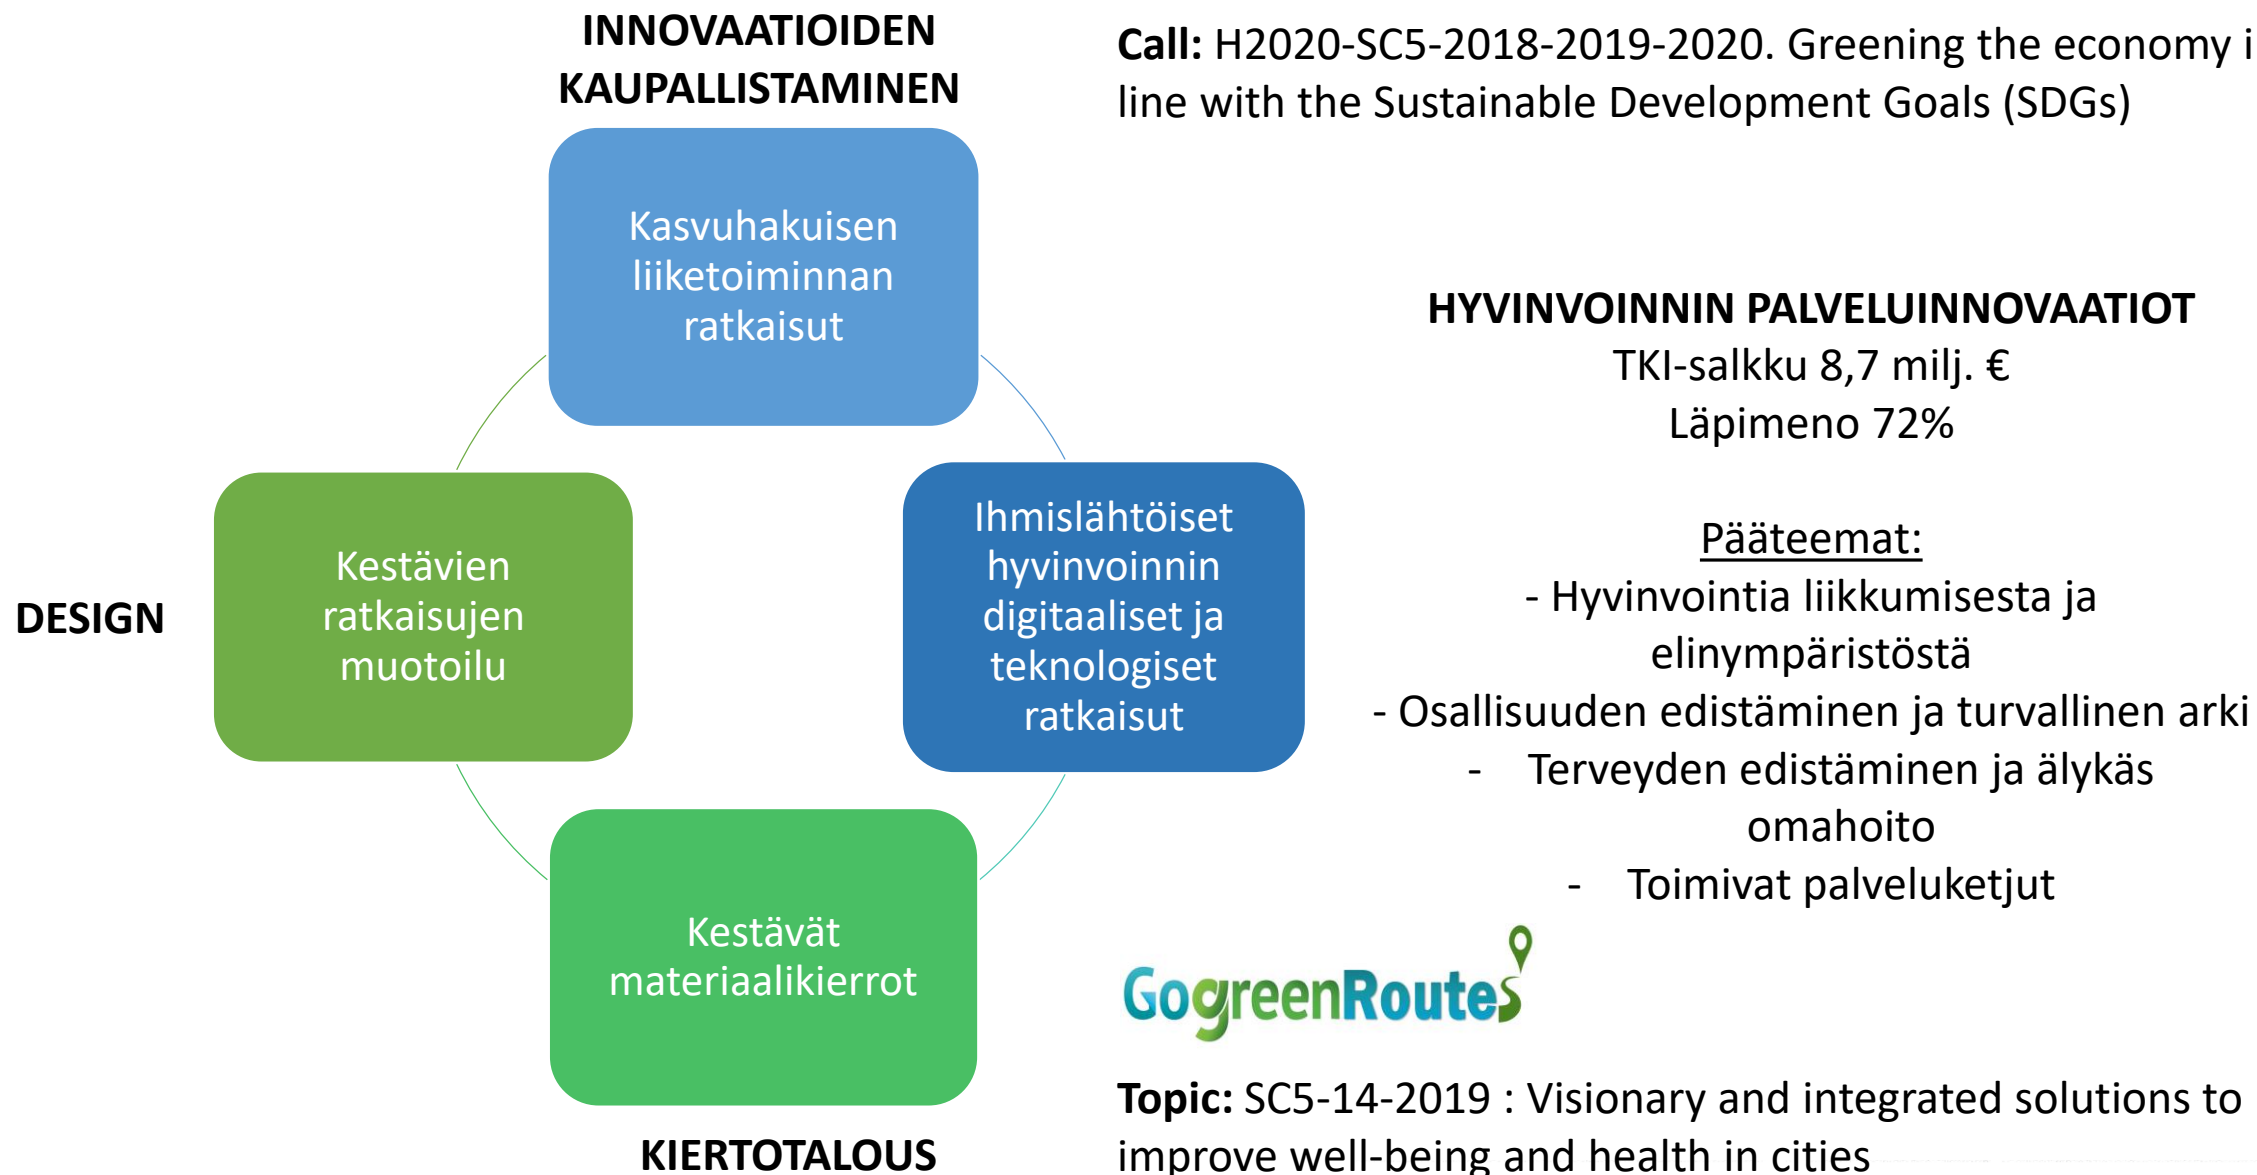 INNOVAATIOIDEN
KAUPALLISTAMINEN
Kasvuhakuisen
liiketoiminnan
ratkaisut
DESIGN
Kestävien
ratkaisujen
muotoilu
Ihmislähtöiset
hyvinvoinnin
digitaaliset ja
teknologiset
ratkaisut
Kestävät
materiaalikierrot
KIERTOTALOUS
Call: H2020-SC5-2018-2019-2020. Greening the economy i
line with the Sustainable Development Goals (SDGs)
HYVINVOINNIN PALVELUINNOVAATIOT
TKI-salkku 8,7 milj. €
Läpimeno 72%
Pääteemat:
- Hyvinvointia liikkumisesta ja
elinympäristöstä
- Osallisuuden edistäminen ja turvallinen arki
- Terveyden edistäminen ja älykäs
omahoito
- Toimivat palveluketjut
GogreenRoutes
Topic: SC5-14-2019 : Visionary and integrated solutions to
improve well-being and health in cities